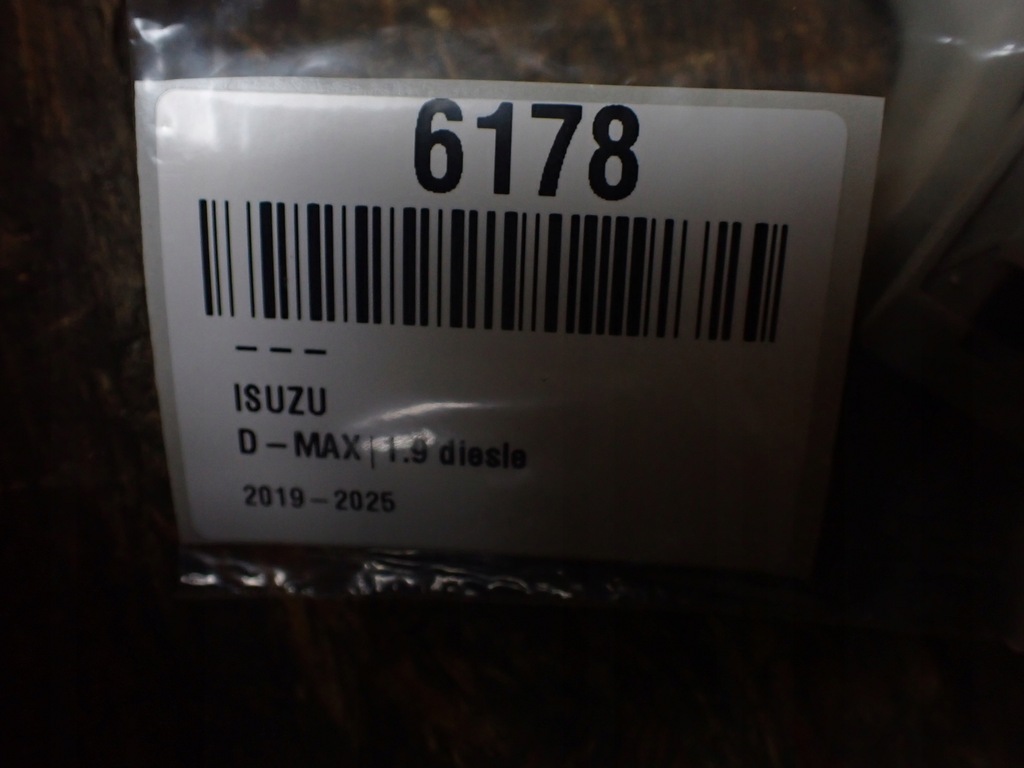 6178
---
ISUZU
D-MAX | 1.9 diesle
2019-2025